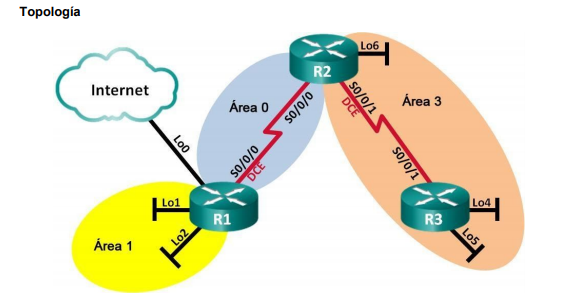 Topología
Internet
Lo0
Área 0
S0/0/0
S0/0/0
DCE
R2
Lo6
S0/0/1
DCE
Área 3
S0/0/1
R3
Lo4
Lo5
Lo1
Lo2
R1
Área 1